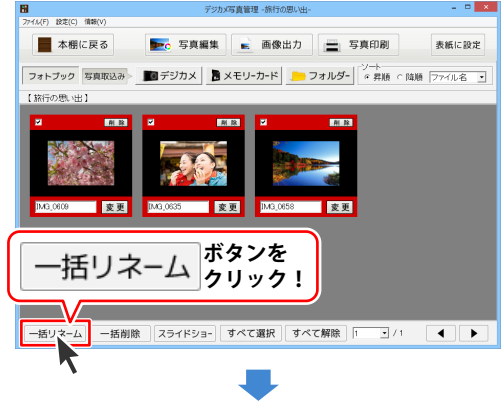 デジカメ写真管理 -旅行の思い出-
ファイル(F) 設定(C) 情報(V)
本棚に戻る 写真編集 画像出力 写真印刷 表紙に設定
フォトブック 写真取込み デジカメ メモリーカード フォルダー ソート 昇順 降順 ファイル名
【 旅行の思い出 】
削 除 削 除 削 除
IMG_0609 変 更 IMG_0635 変 更 IMG_0658 変 更
一括リネーム ボタンを
クリック！
一括リネーム 一括削除 スライドショー すべて選択 すべて解除 1 / 1